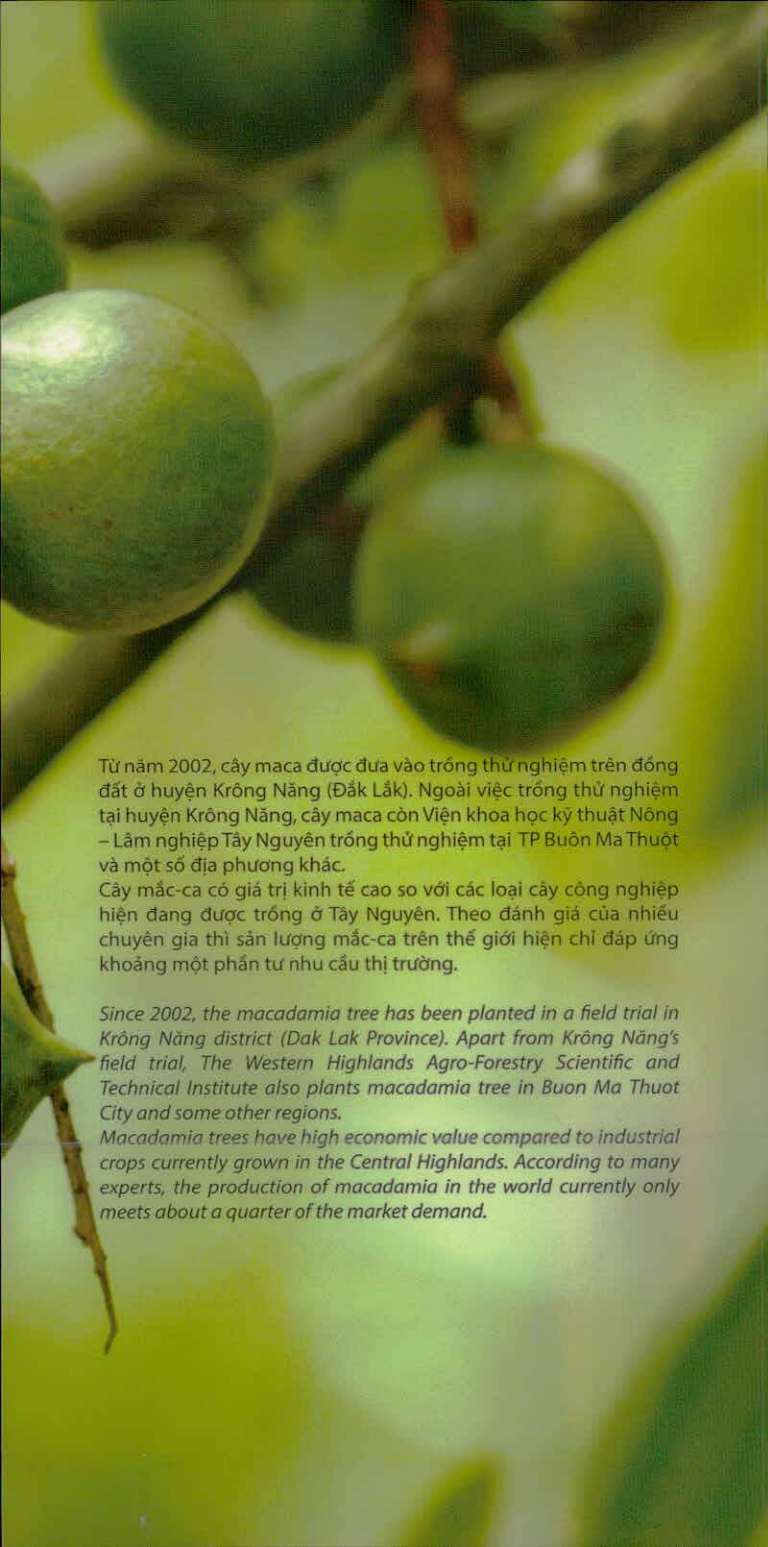 Từ năm 2002, cây maca được đưa vào trồng thử nghiệm trên đồng
đất ở huyện Krông Năng (Đắk Lắk). Ngoài việc trồng thử nghiệm
tại huyện Krông Năng, cây maca còn Viện khoa học kỹ thuật Nông
– Lâm nghiệp Tây Nguyên trồng thử nghiệm tại TP Buôn Ma Thuột
và một số địa phương khác.
Cây mắc-ca có giá trị kinh tế cao so với các loại cây công nghiệp
hiện đang được trồng ở Tây Nguyên. Theo đánh giá của nhiều
chuyên gia thì sản lượng mắc-ca trên thế giới hiện chỉ đáp ứng
khoảng một phần tư nhu cầu thị trường.
Since 2002, the macadamia tree has been planted in a field trial in
Krông Năng district (Dak Lak Province). Apart from Krông Năng's
field trial, The Western Highlands Agro-Forestry Scientific and
Technical Institute also plants macadamia tree in Buon Ma Thuot
City and some other regions.
Macadamia trees have high economic value compared to industrial
crops currently grown in the Central Highlands. According to many
experts, the production of macadamia in the world currently only
meets about a quarter of the market demand.